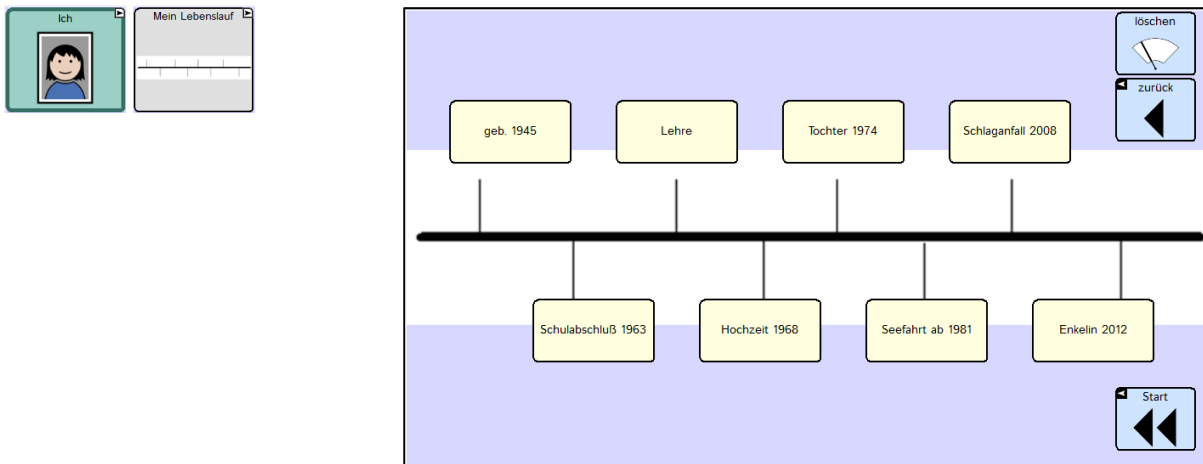 Ich
Mein Lebenslauf
löschen
zurück
geb. 1945
Lehre
Tochter 1974
Schlaganfall 2008
Schulabschluß 1963
Hochzeit 1968
Seefahrt ab 1981
Enkelin 2012
Start